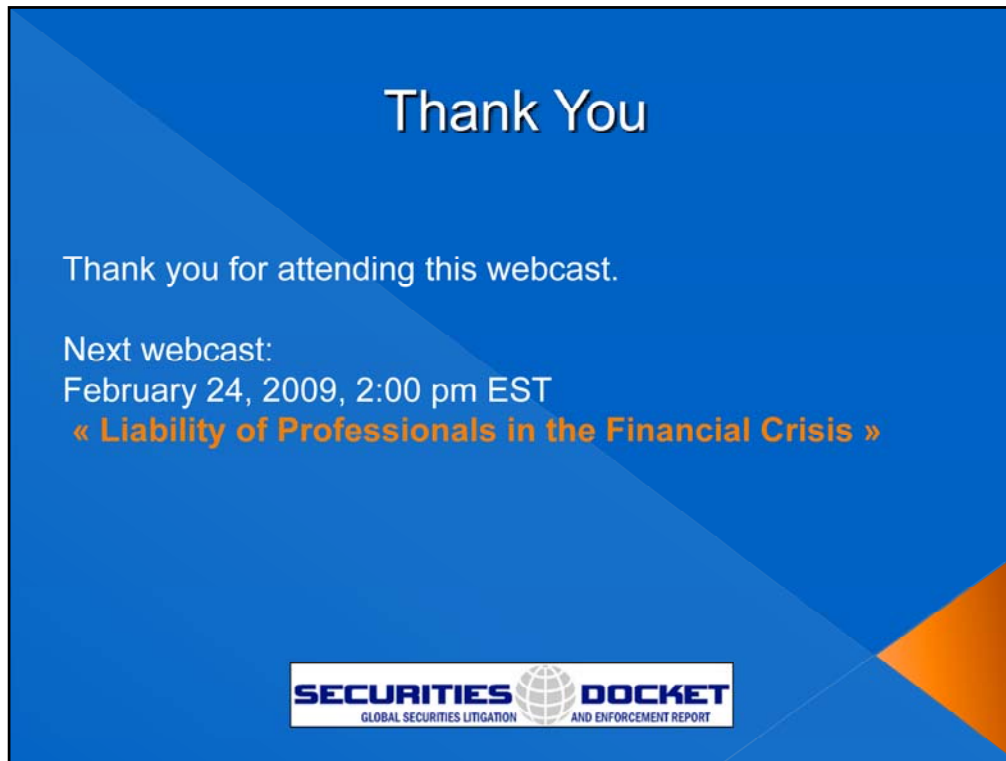 Thank You
Thank you for attending this webcast.
Next webcast:
February 24, 2009, 2:00 pm EST
« Liability of Professionals in the Financial Crisis »
SECURITIES DOCKET
GLOBAL SECURITIES LITIGATION AND ENFORCEMENT REPORT